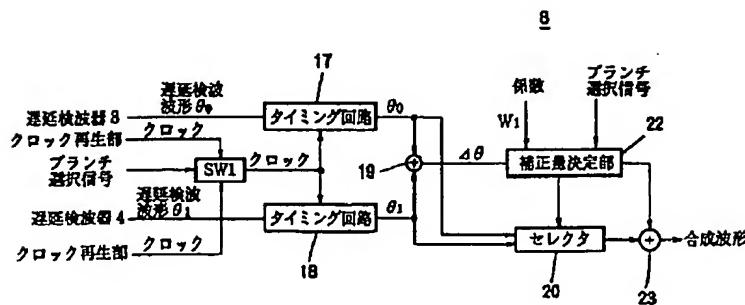 8
17
係数
ブランチ
選択信号
遅延検波
波形 θ₀
遅延検波器 3
タイミング回路
θ₀
W₁
22
クロック再生部
クロック
19
Δθ
補正量決定部
ブランチ
選択信号
SW1
クロック
遅延検波
波形 θ₁
遅延検波器 4
タイミング回路
θ₁
クロック再生部
クロック
18
セレクタ
合成波形
20
23